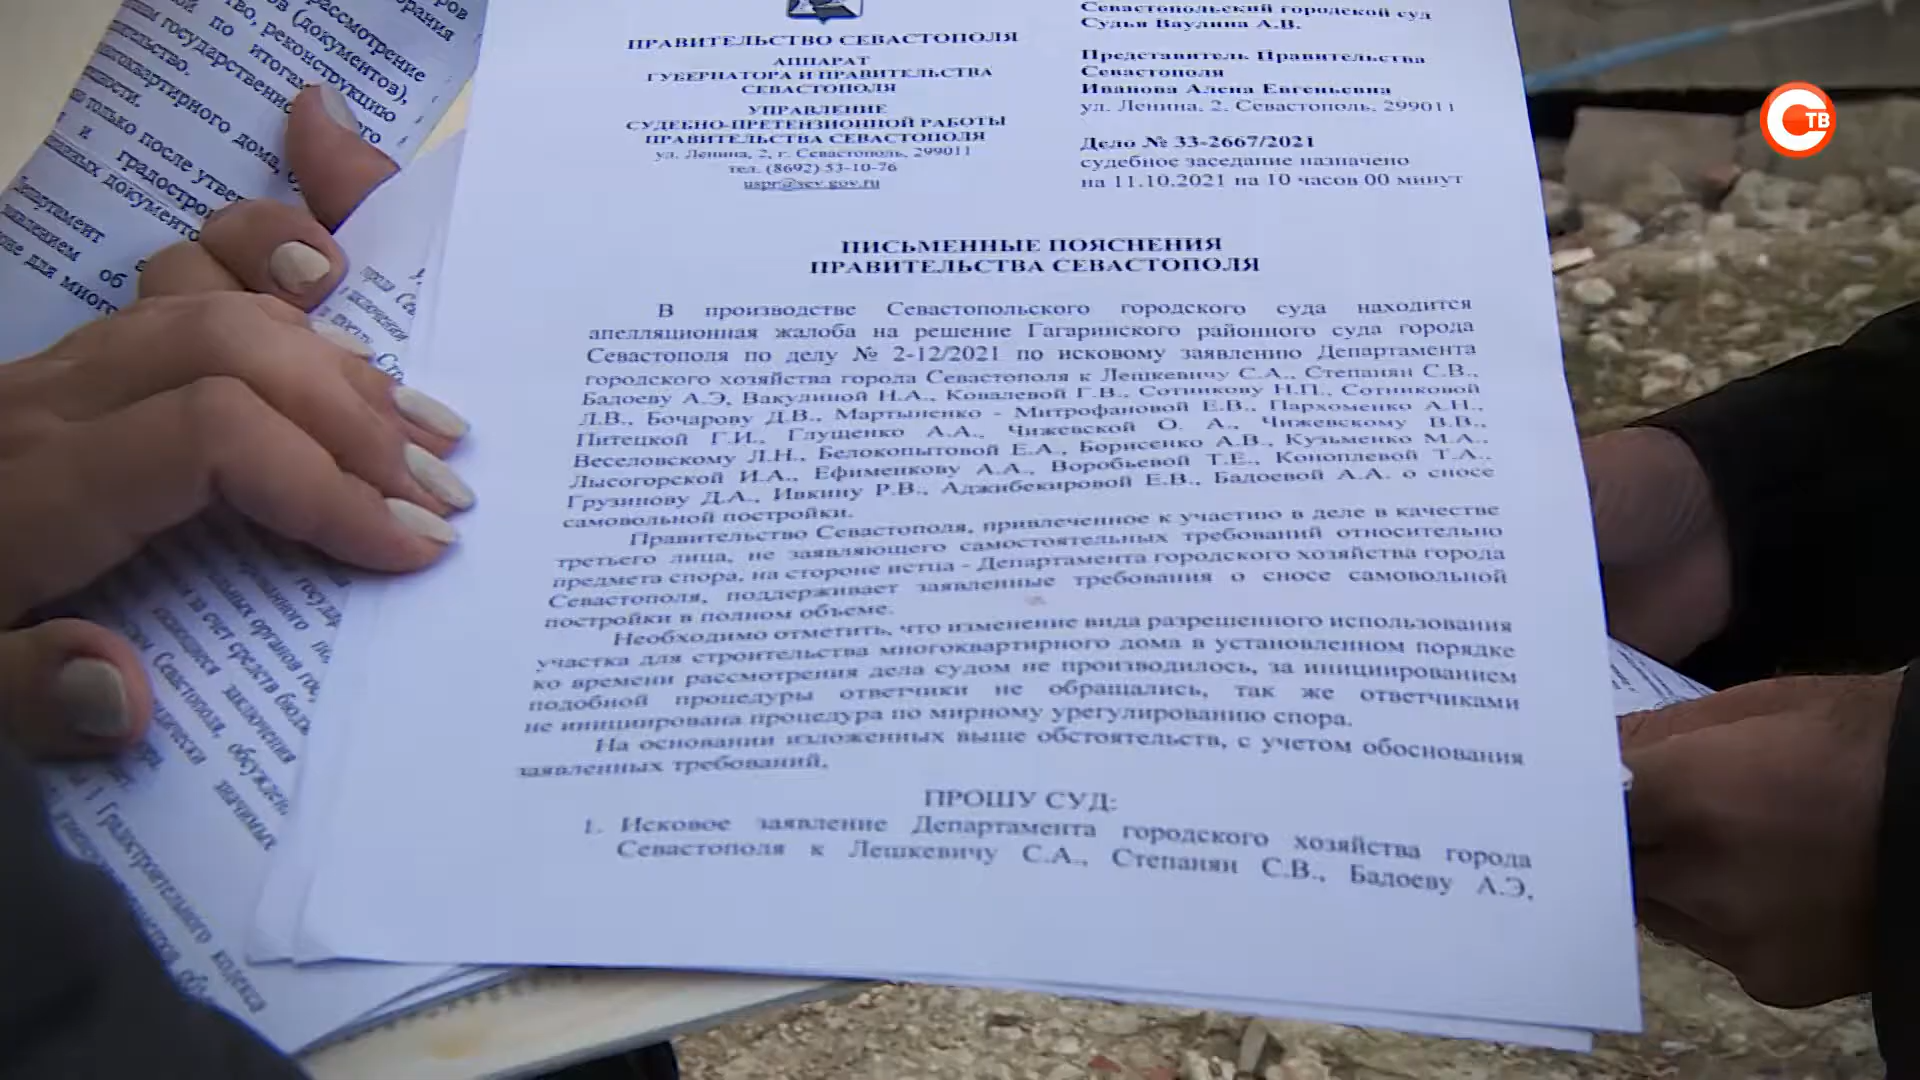 ПРАВИТЕЛЬСТВО СЕВАСТОПОЛЯ
АППАРАТ
ГУБЕРНАТОРА И ПРАВИТЕЛЬСТВА
СЕВАСТОПОЛЯ
УПРАВЛЕНИЕ
СУДЕБНО-ПРЕТЕНЗИОННОЙ РАБОТЫ
ПРАВИТЕЛЬСТВА СЕВАСТОПОЛЯ
ул. Ленина, 2, г. Севастополь, 299011
тел. (8692) 53-10-76
uspr@sev.gov.ru
Севастопольский городской суд
Судья Ваулина А.В.
Представитель Правительства
Севастополя
Иванова Алена Евгеньевна
ул. Ленина, 2, Севастополь, 299011
Дело № 33-2667/2021
судебное заседание назначено
на 11.10.2021 на 10 часов 00 минут
ПИСЬМЕННЫЕ ПОЯСНЕНИЯ
ПРАВИТЕЛЬСТВА СЕВАСТОПОЛЯ
В производстве Севастопольского городского суда находится
апелляционная жалоба на решение Гагаринского районного суда города
Севастополя по делу № 2-12/2021 по исковому заявлению Департамента
городского хозяйства города Севастополя к Лешкевичу С.А., Степанян С.В.,
Бадоеву А.Э, Вакулиной Н.А., Ковалевой Г.В., Сотникову Н.П., Сотниковой
Л.В., Бочарову Д.В., Мартыненко - Митрофановой Е.В., Пархоменко А.Н.,
Питецкой Г.И., Глущенко А.А., Чижевской О. А., Чижевскому В.В.,
Веселовскому Л.Н., Белокопытовой Е.А., Борисенко А.В., Кузьменко М.А.,
Лысогорской И.А., Ефименкову А.А., Воробьевой Т.Е., Коноплевой Т.А.,
Грузинову Д.А., Ивкину Р.В., Аджибекировой Е.В., Бадоевой А.А. о сносе
самовольной постройки.
Правительство Севастополя, привлеченное к участию в деле в качестве
третьего лица, не заявляющего самостоятельных требований относительно
предмета спора, на стороне истца - Департамента городского хозяйства города
Севастополя, поддерживает заявленные требования о сносе самовольной
постройки в полном объеме.
Необходимо отметить, что изменение вида разрешенного использования
участка для строительства многоквартирного дома в установленном порядке
ко времени рассмотрения дела судом не производилось, за инициированием
подобной процедуры ответчики не обращались, так же ответчиками
не инициирована процедура по мирному урегулированию спора.
На основании изложенных выше обстоятельств, с учетом обоснования
заявленных требований,
ПРОШУ СУД:
1. Исковое заявление Департамента городского хозяйства города
Севастополя к Лешкевичу С.А., Степанян С.В., Бадоеву А.Э,
СТВ